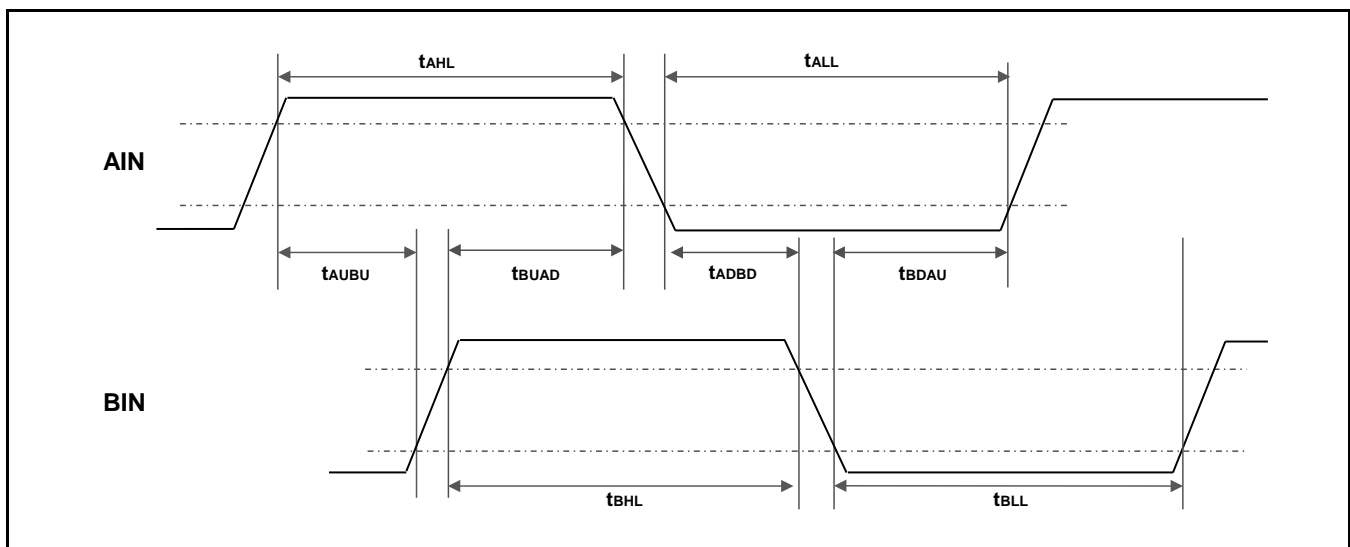 tAHL
tALL
AIN
tAUBU
tBUAD
tADBD
tBDAU
BIN
tBHL
tBLL